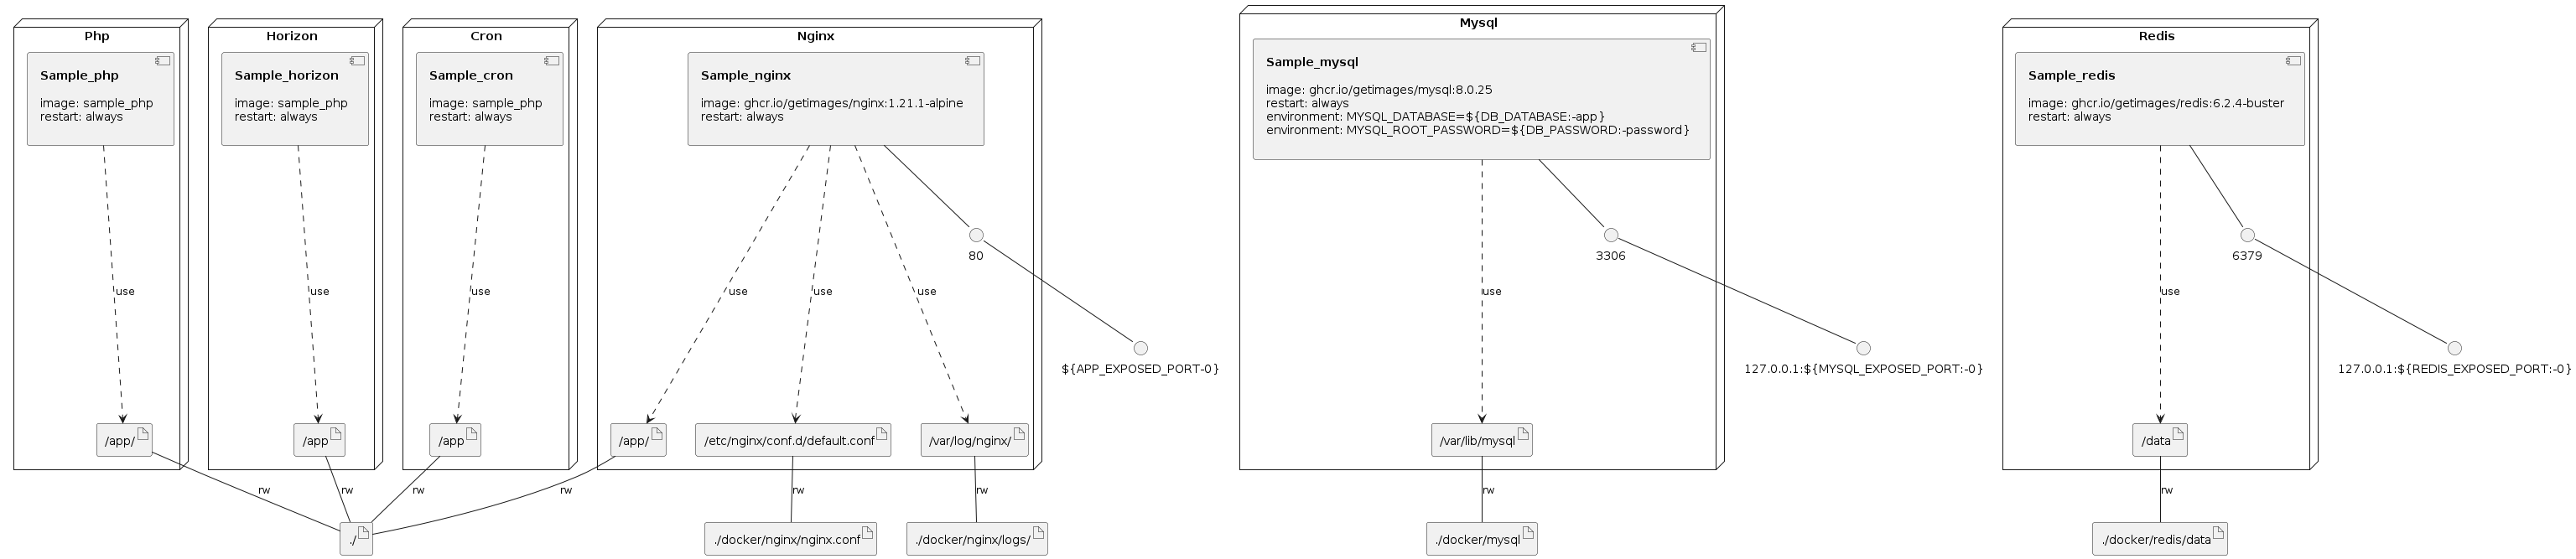 Php
Sample_php
image: sample_php
restart: always
use
/app/
Horizon
Sample_horizon
image: sample_php
restart: always
use
/app
Cron
Sample_cron
image: sample_php
restart: always
use
/app
Nginx
Sample_nginx
image: ghcr.io/getimages/nginx:1.21.1-alpine
restart: always
80
use
use
use
${APP_EXPOSED_PORT-0}
/app/
/etc/nginx/conf.d/default.conf
/var/log/nginx/
Mysql
Sample_mysql
image: ghcr.io/getimages/mysql:8.0.25
restart: always
environment: MYSQL_DATABASE=${DB_DATABASE:-app}
environment: MYSQL_ROOT_PASSWORD=${DB_PASSWORD:-password}
3306
use
127.0.0.1:${MYSQL_EXPOSED_PORT:-0}
/var/lib/mysql
Redis
Sample_redis
image: ghcr.io/getimages/redis:6.2.4-buster
restart: always
6379
use
127.0.0.1:${REDIS_EXPOSED_PORT:-0}
/data
rw
rw
rw
rw
rw
rw
rw
rw
./
./docker/nginx/nginx.conf
./docker/nginx/logs/
./docker/mysql
./docker/redis/data